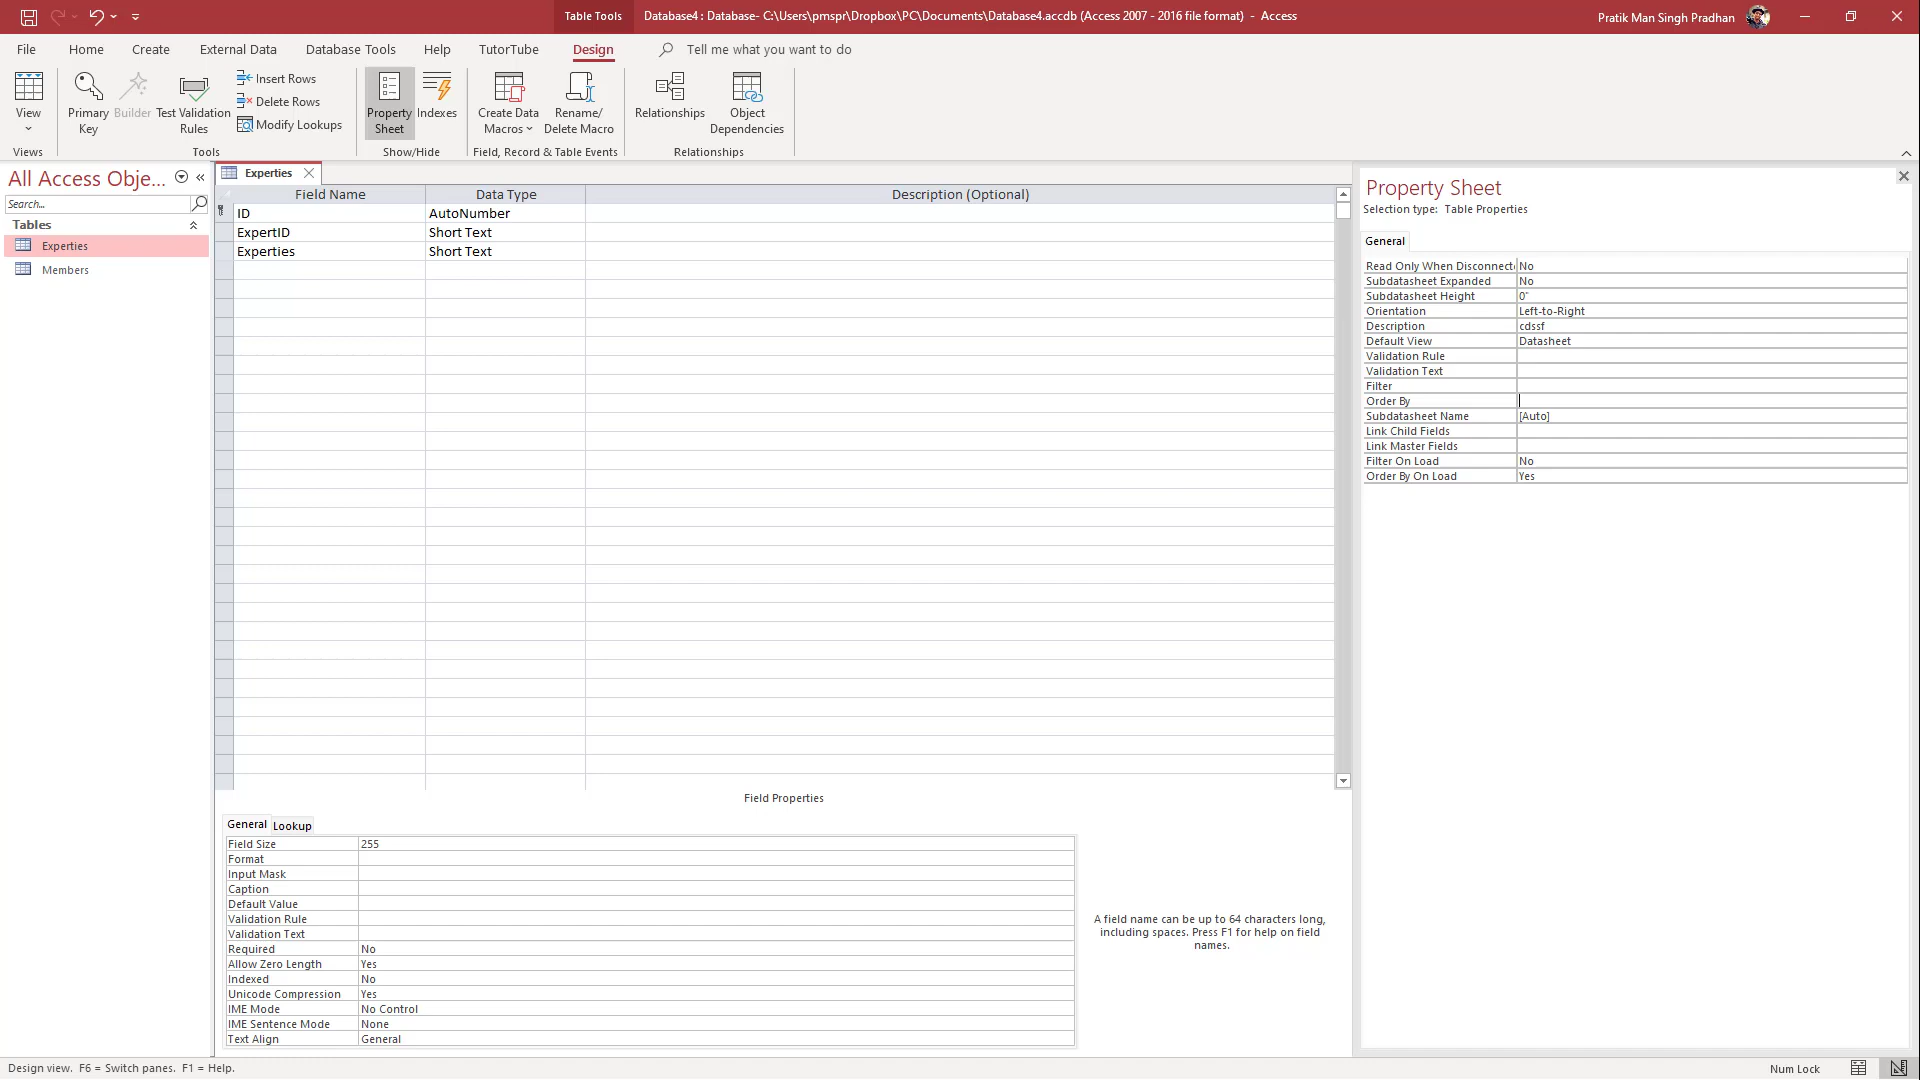 Table Tools
Database4 : Database- C:\Users\pmspr\Dropbox\PC\Documents\Database4.accdb (Access 2007 - 2016 file format) - Access
Pratik Man Singh Pradhan
File Home Create External Data Database Tools Help TutorTube Design Tell me what you want to do
View
Primary Key
Builder
Test Validation Rules
Insert Rows
Delete Rows
Modify Lookups
Property Sheet
Indexes
Create Data Macros
Rename/ Delete Macro
Relationships
Object Dependencies
Views
Tools
Show/Hide
Field, Record & Table Events
Relationships
All Access Obje...
Search...
Tables
Experties
Members
Experties
Field Name Data Type Description (Optional)
ID AutoNumber
ExpertID Short Text
Experties Short Text
Field Properties
General Lookup
Field Size 255
Format
Input Mask
Caption
Default Value
Validation Rule
Validation Text
Required No
Allow Zero Length Yes
Indexed No
Unicode Compression Yes
IME Mode No Control
IME Sentence Mode None
Text Align General
A field name can be up to 64 characters long,
including spaces. Press F1 for help on field
names.
Property Sheet
Selection type: Table Properties
General
Read Only When Disconnect No
Subdatasheet Expanded No
Subdatasheet Height 0"
Orientation Left-to-Right
Description cdssf
Default View Datasheet
Validation Rule
Validation Text
Filter
Order By
Subdatasheet Name [Auto]
Link Child Fields
Link Master Fields
Filter On Load No
Order By On Load Yes
Design view. F6 = Switch panes. F1 = Help.
Num Lock